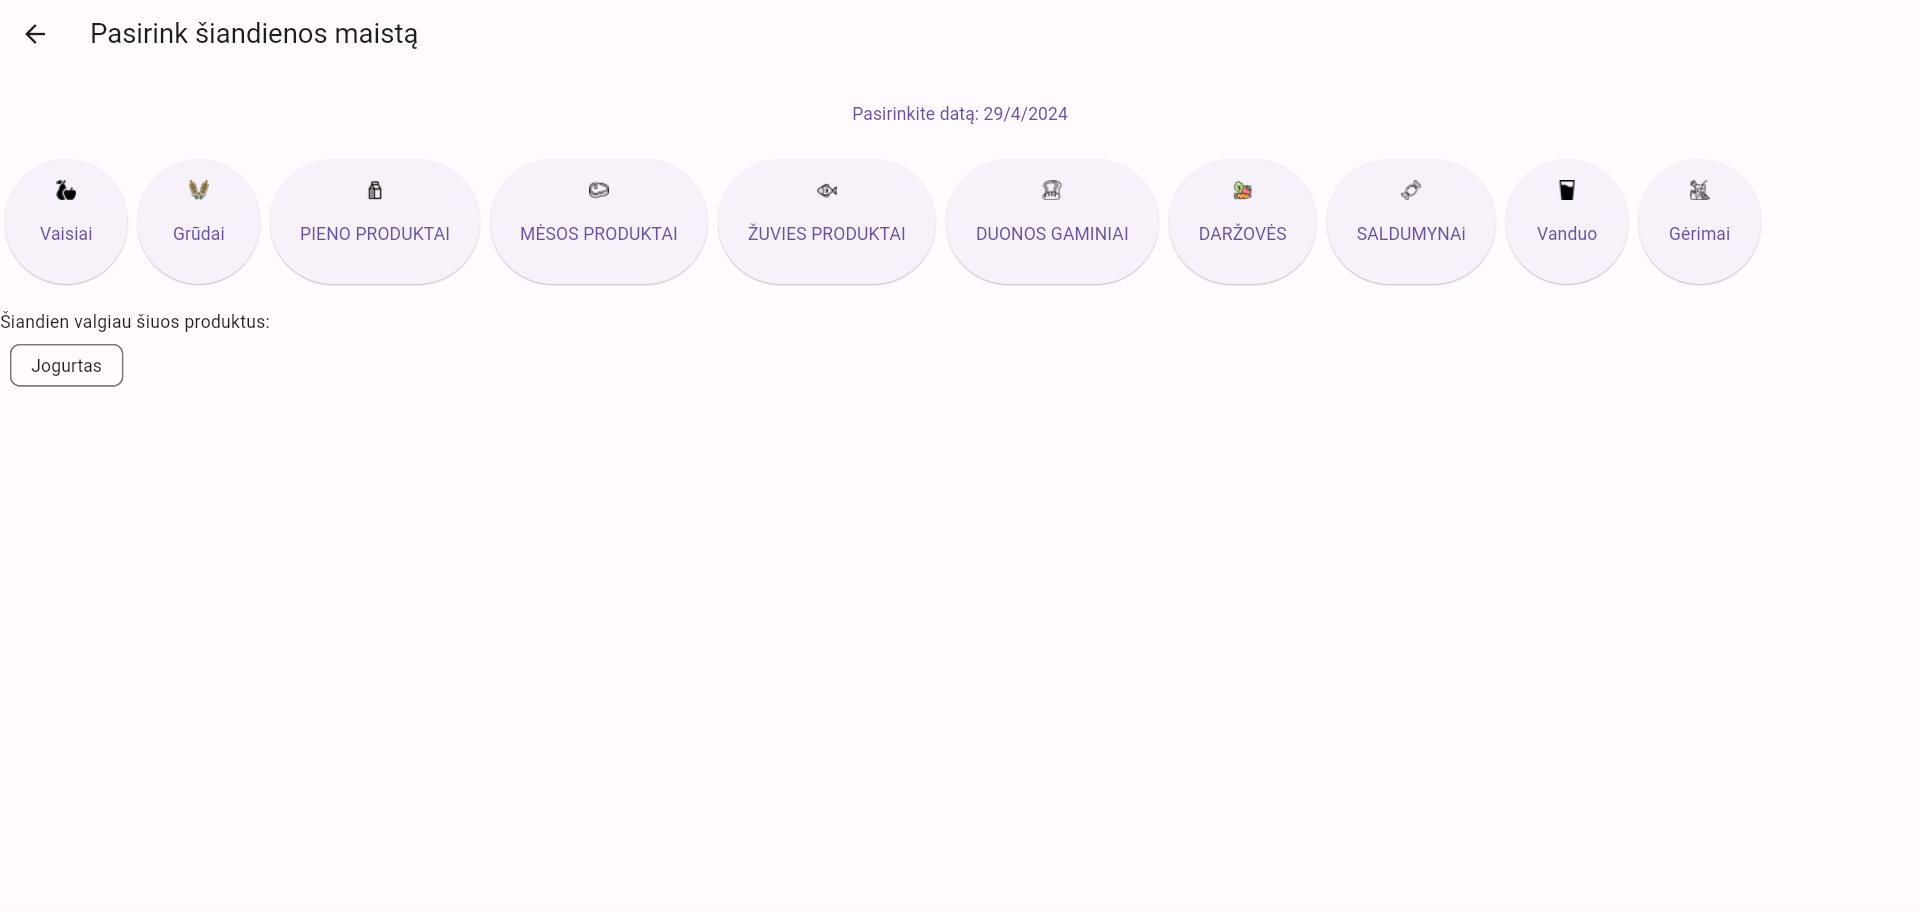 Pasirink šiandienos maistą
Pasirinkite datą: 29/4/2024
Vaisiai
Grūdai
PIENO PRODUKTAI
MĖSOS PRODUKTAI
ŽUVIES PRODUKTAI
DUONOS GAMINIAI
DARŽOVĖS
SALDUMYNAi
Vanduo
Gėrimai
Šiandien valgiau šiuos produktus:
Jogurtas